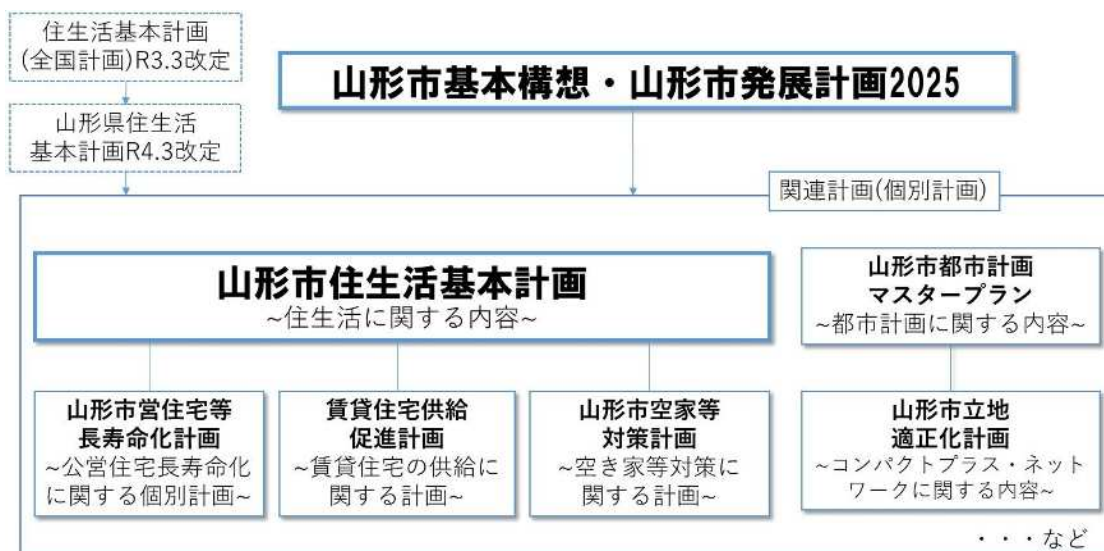 住生活基本計画
(全国計画)R3.3改定
山形県住生活
基本計画R4.3改定
山形市基本構想・山形市発展計画2025
関連計画(個別計画)
山形市住生活基本計画
~住生活に関する内容~
山形市都市計画
マスタープラン
~都市計画に関する内容~
山形市営住宅等
長寿命化計画
~公営住宅長寿命化
に関する個別計画~
賃貸住宅供給
促進計画
~賃貸住宅の供給に
関する計画~
山形市空家等
対策計画
~空き家等対策に
関する計画~
山形市立地
適正化計画
~コンパクトプラス・ネット
ワークに関する内容~
・・・など